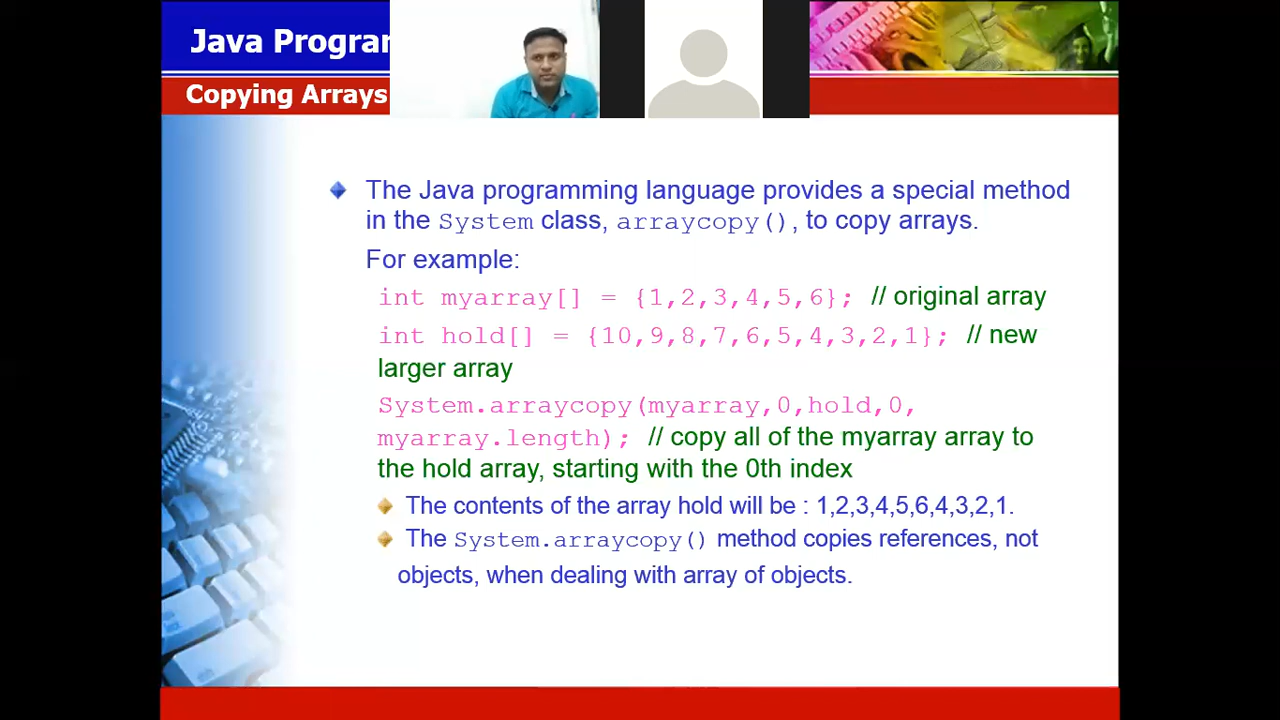 Java Progra
Copying Arrays
The Java programming language provides a special method
in the System class, arraycopy(), to copy arrays.
For example:
int myarray[] = {1,2,3,4,5,6}; // original array
int hold[] = {10,9,8,7,6,5,4,3,2,1}; // new
larger array
System.arraycopy(myarray,0,hold,0,
myarray.length); // copy all of the myarray array to
the hold array, starting with the 0th index
The contents of the array hold will be : 1,2,3,4,5,6,4,3,2,1.
The System.arraycopy() method copies references, not
objects, when dealing with array of objects.